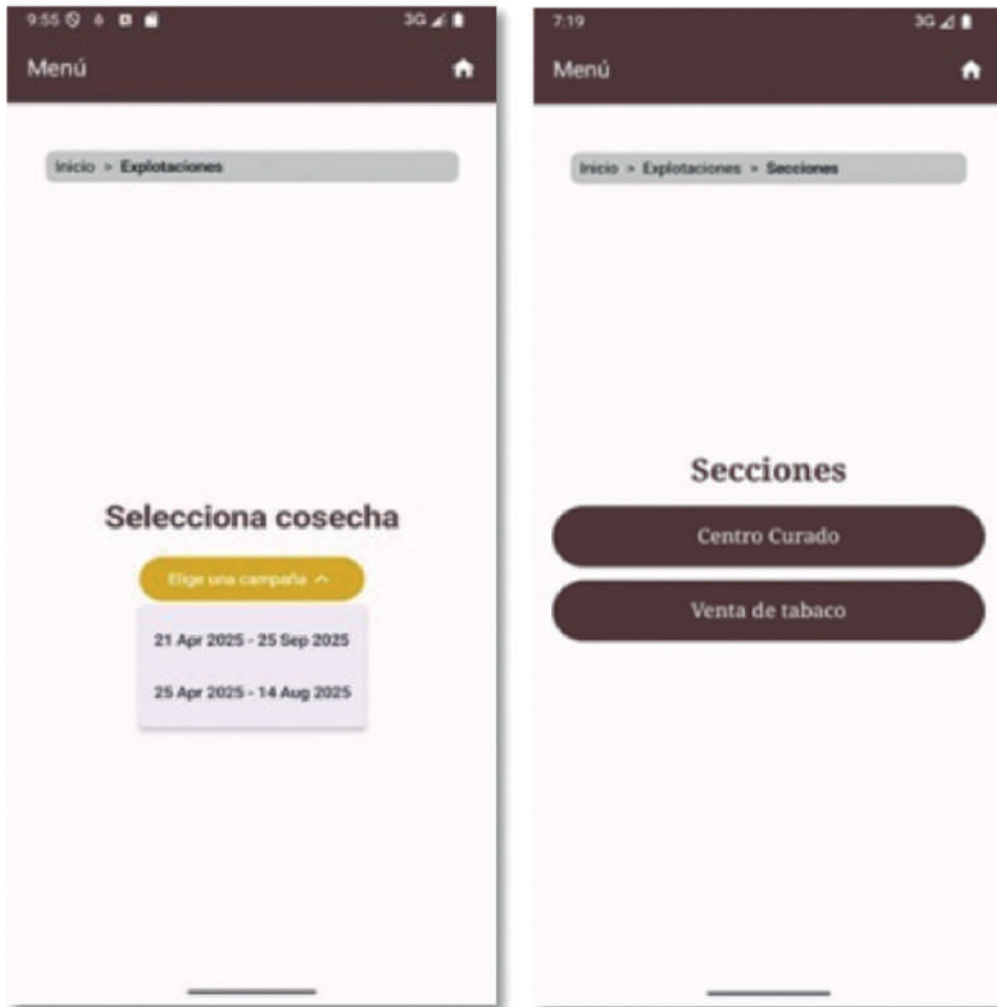 9:55 3G
Menú
Inicio > Explotaciones
Selecciona cosecha
Elige una campaña ^
21 Apr 2025 - 25 Sep 2025
25 Apr 2025 - 14 Aug 2025
7:19 3G
Menú
Inicio > Explotaciones > Secciones
Secciones
Centro Curado
Venta de tabaco